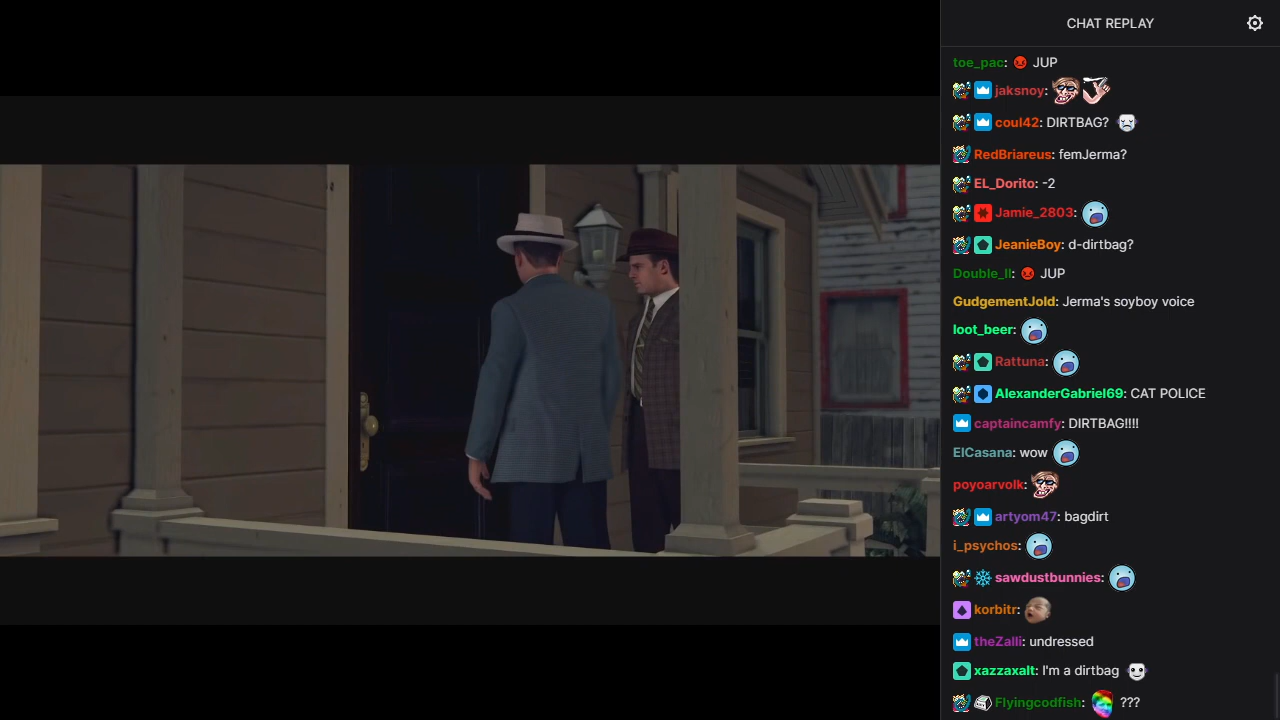 CHAT REPLAY
toe_pac: JUP
jaksnoy:
coul42: DIRTBAG?
RedBriareus: femJerma?
EL_Dorito: -2
Jamie_2803:
JeanieBoy: d-dirtbag?
Double_II: JUP
GudgementJold: Jerma's soyboy voice
loot_beer:
Rattuna:
AlexanderGabriel69: CAT POLICE
captaincamfy: DIRTBAG!!!!
ElCasana: wow
poyoarvolk:
artyom47: bagdirt
i_psychos:
sawdustbunnies:
korbitr:
theZalli: undressed
xazzaxalt: I'm a dirtbag
Flyingcodfish: ???